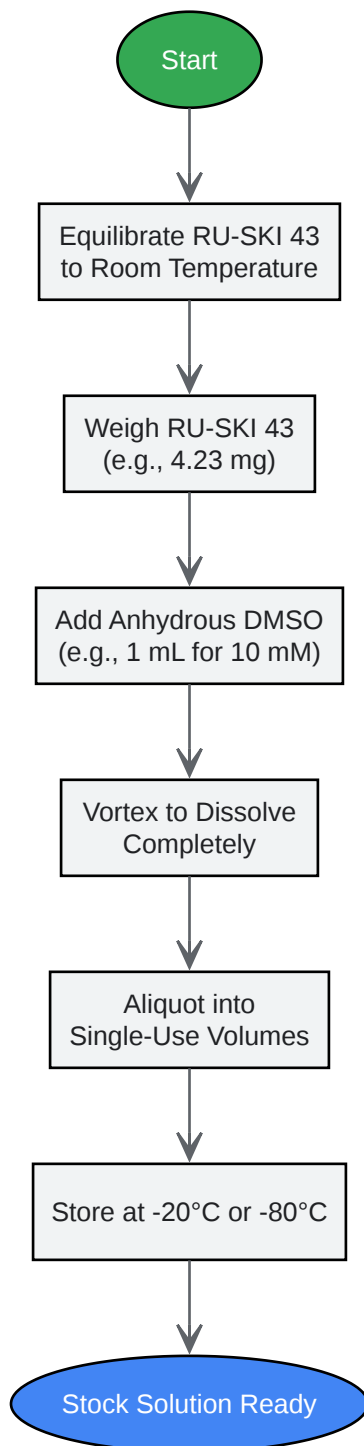 Start
Equilibrate RU-SKI 43
to Room Temperature
Weigh RU-SKI 43
(e.g., 4.23 mg)
Add Anhydrous DMSO
(e.g., 1 mL for 10 mM)
Vortex to Dissolve
Completely
Aliquot into
Single-Use Volumes
Store at -20°C or -80°C
Stock Solution Ready